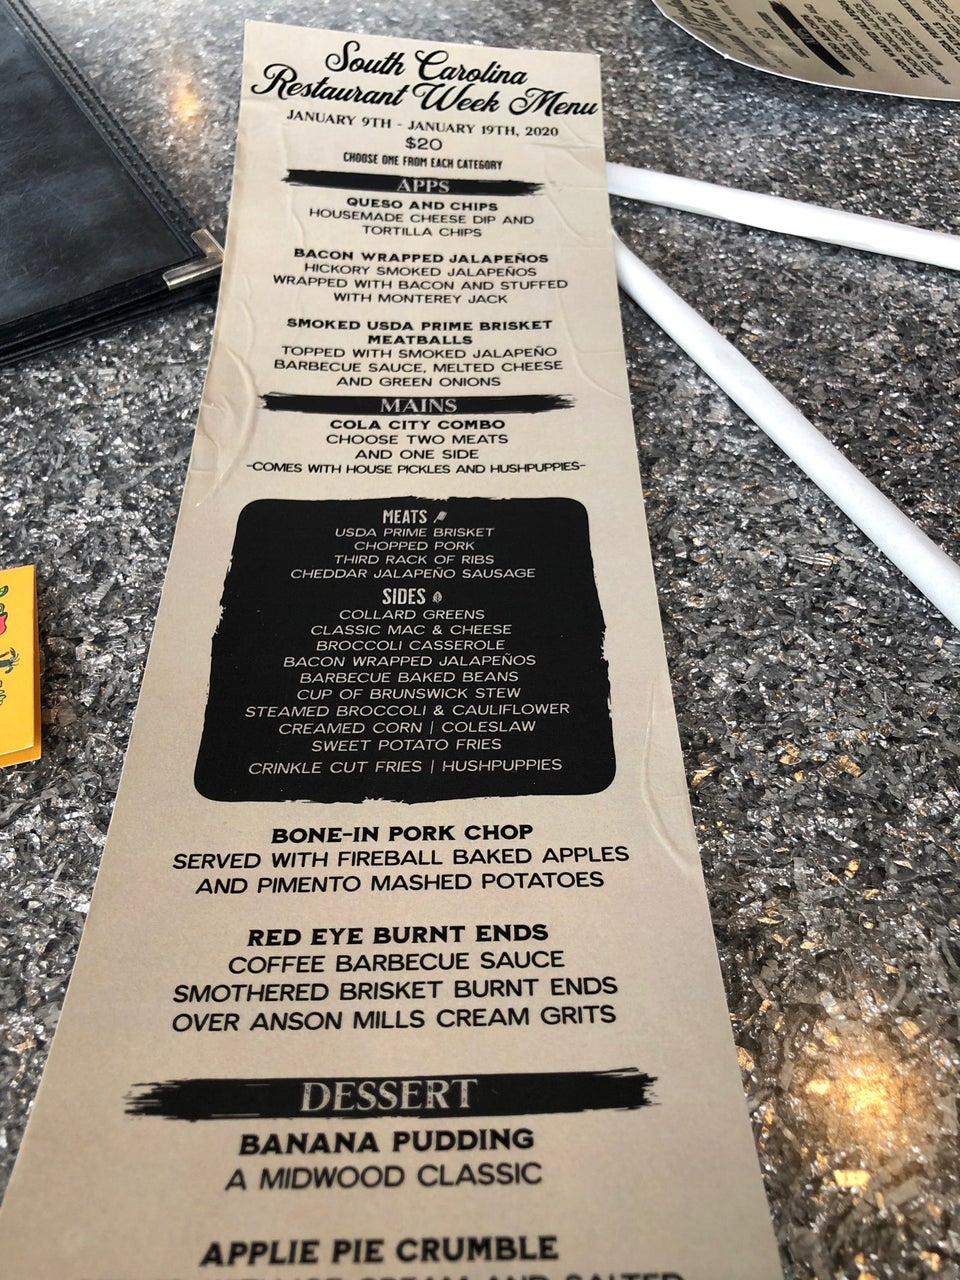 South Carolina
Restaurant Week Menu
JANUARY 9TH - JANUARY 19TH, 2020
$20
CHOOSE ONE FROM EACH CATEGORY
APPS
QUESO AND CHIPS
HOUSEMADE CHEESE DIP AND
TORTILLA CHIPS
BACON WRAPPED JALAPEÑOS
HICKORY SMOKED JALAPEÑOS
WRAPPED WITH BACON AND STUFFED
WITH MONTEREY JACK
SMOKED USDA PRIME BRISKET
MEATBALLS
TOPPED WITH SMOKED JALAPEÑO
BARBECUE SAUCE, MELTED CHEESE
AND GREEN ONIONS
MAINS
COLA CITY COMBO
CHOOSE TWO MEATS
AND ONE SIDE
-COMES WITH HOUSE PICKLES AND HUSHPUPPIES-
MEATS
USDA PRIME BRISKET
CHOPPED PORK
THIRD RACK OF RIBS
CHEDDAR JALAPEÑO SAUSAGE
SIDES
COLLARD GREENS
CLASSIC MAC & CHEESE
BROCCOLI CASSEROLE
BACON WRAPPED JALAPEÑOS
BARBECUE BAKED BEANS
CUP OF BRUNSWICK STEW
STEAMED BROCCOLI & CAULIFLOWER
CREAMED CORN | COLESLAW
SWEET POTATO FRIES
CRINKLE CUT FRIES | HUSHPUPPIES
BONE-IN PORK CHOP
SERVED WITH FIREBALL BAKED APPLES
AND PIMENTO MASHED POTATOES
RED EYE BURNT ENDS
COFFEE BARBECUE SAUCE
SMOTHERED BRISKET BURNT ENDS
OVER ANSON MILLS CREAM GRITS
DESSERT
BANANA PUDDING
A MIDWOOD CLASSIC
APPLIE PIE CRUMBLE
CREAM AND SALTED